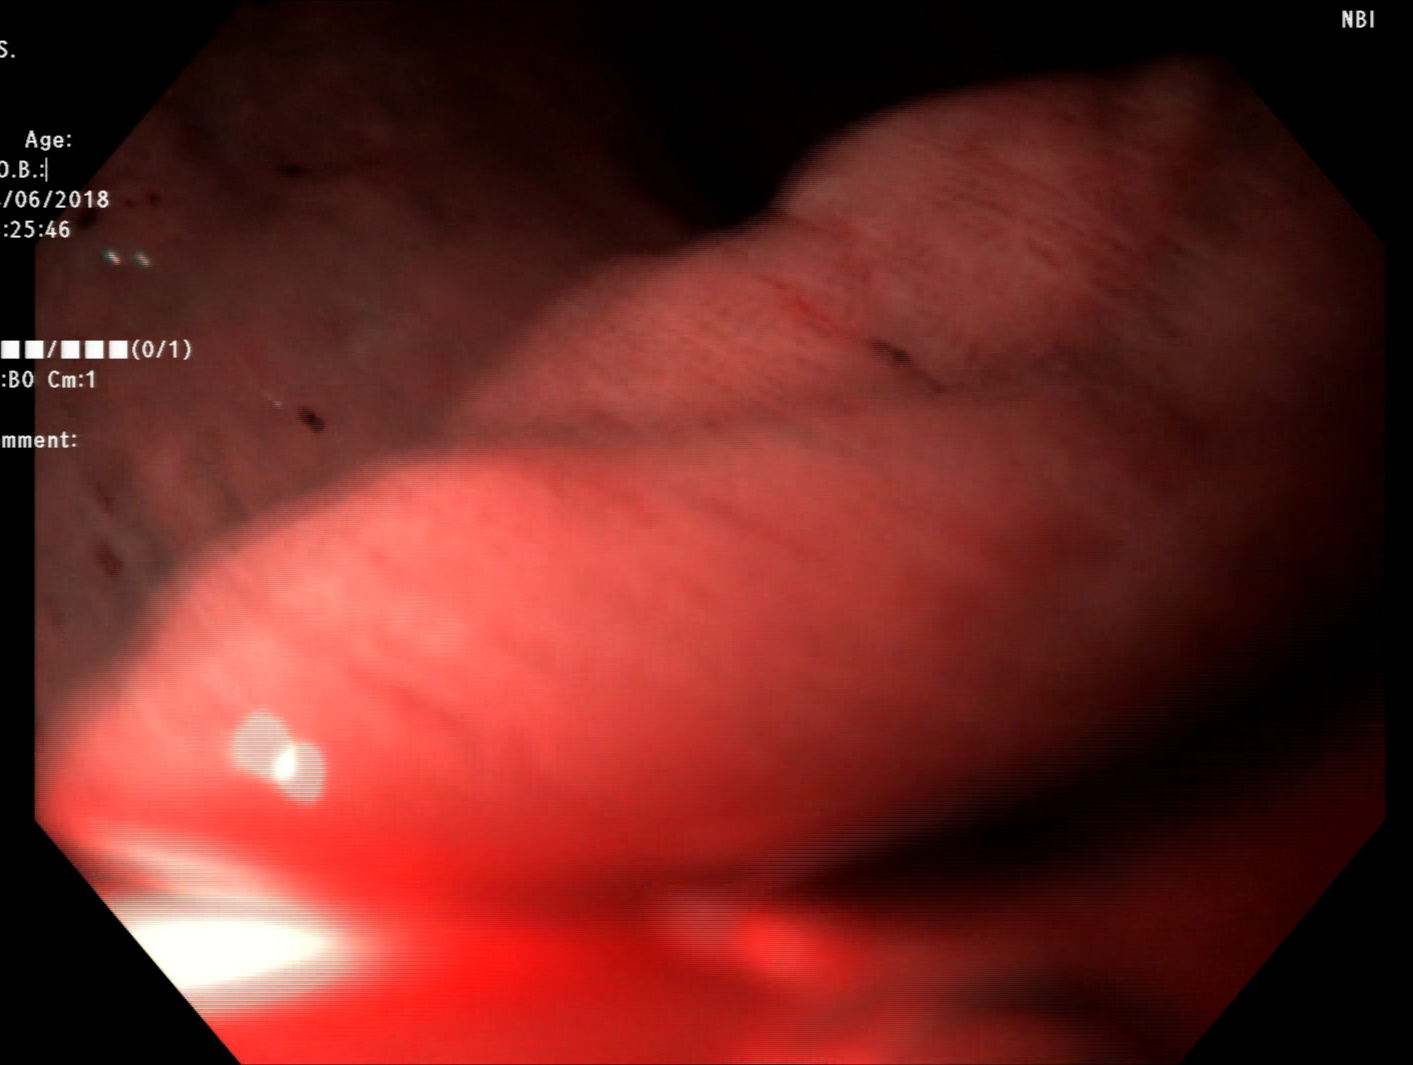 NBI
S.
Age:
O.B.:
/06/2018
:25:46
■■/■■■(0/1)
:B0 Cm:1
mment: